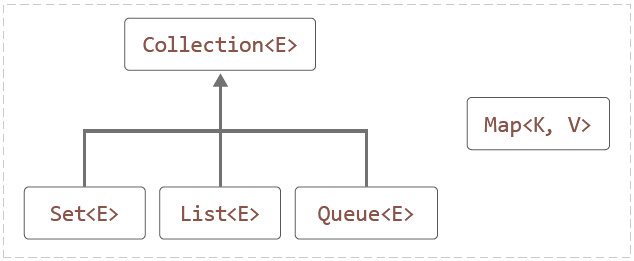 Collection<E>
Map<K, V>
Set<E>
List<E>
Queue<E>